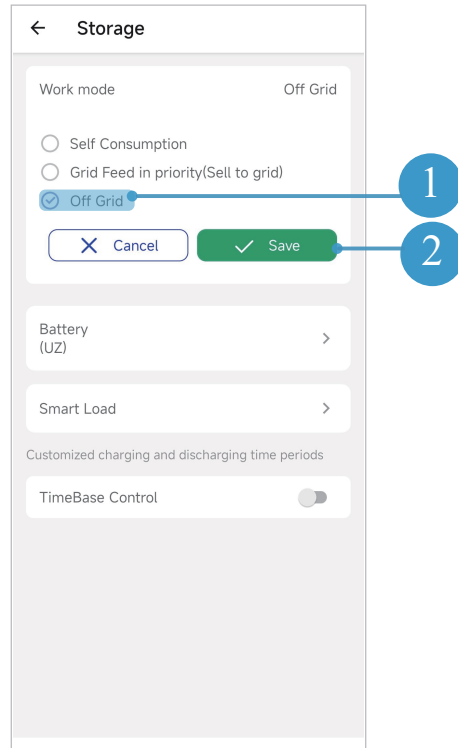 Storage
Work mode Off Grid
Self Consumption
Grid Feed in priority(Sell to grid)
Off Grid
1
Cancel Save
2
Battery
(UZ)
Smart Load
Customized charging and discharging time periods
TimeBase Control